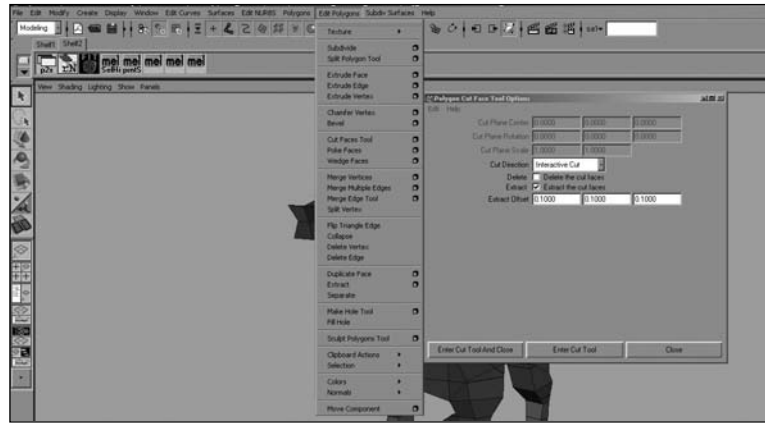 File Edit Modify Create Display Window Edit Curves Surfaces Edit NURBS Polygons Edit Polygons Subdiv Surfaces Help
Modeling
sel=
Shelf1 Shelf2
mel mel mel mel mel
p2s
View Shading Lighting Show Panels
Texture
Subdivide
Split Polygon Tool
Extrude Face
Extrude Edge
Extrude Vertex
Chamfer Vertex
Bevel
Cut Faces Tool
Poke Faces
Wedge Faces
Merge Vertices
Merge Multiple Edges
Merge Edge Tool
Split Vertex
Flip Triangle Edge
Collapse
Delete Vertex
Delete Edge
Duplicate Face
Extract
Separate
Make Hole Tool
Fill Hole
Sculpt Polygons Tool
Clipboard Actions
Selection
Colors
Normals
Move Component
Polygon Cut Face Tool Options
Edit Help
Cut Plane Center 0.0000 0.0000 0.0000
Cut Plane Rotation 0.0000 0.0000 0.0000
Cut Plane Scale 1.0000 1.0000
Cut Direction Interactive Cut
Delete Delete the cut faces
Extract Extract the cut faces
Extract Offset 0.1000 0.1000 0.1000
Enter Cut Tool And Close Enter Cut Tool Close